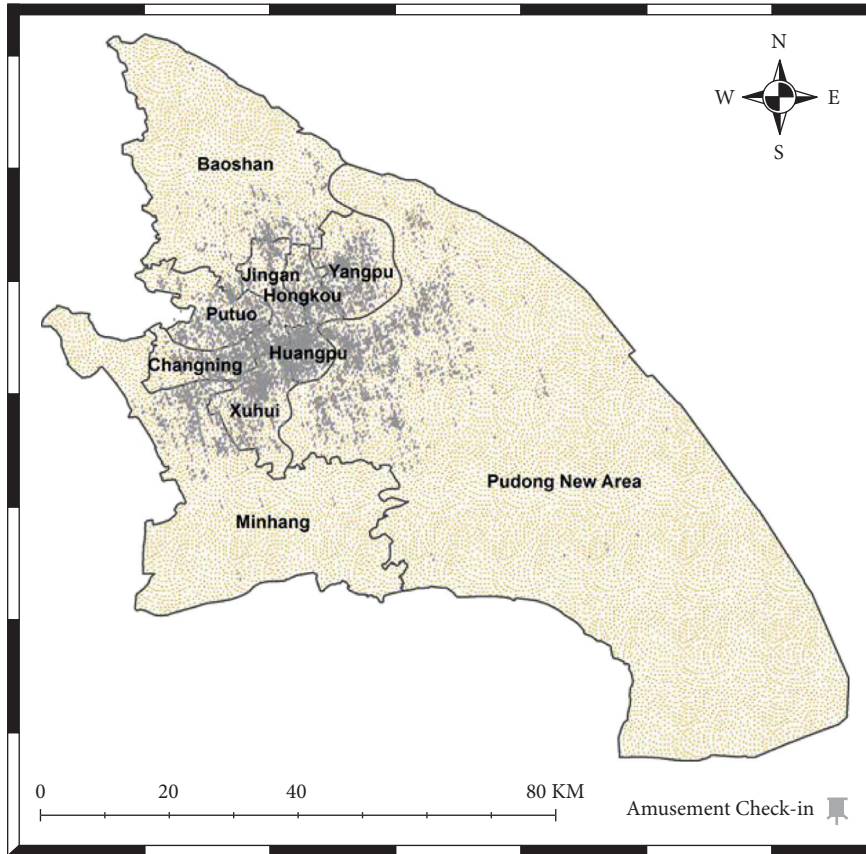 N
W E
S
Baoshan
Jingan
Yangpu
Hongkou
Putuo
Huangpu
Changning
Xuhui
Pudong New Area
Minhang
0 20 40 80 KM
Amusement Check-in